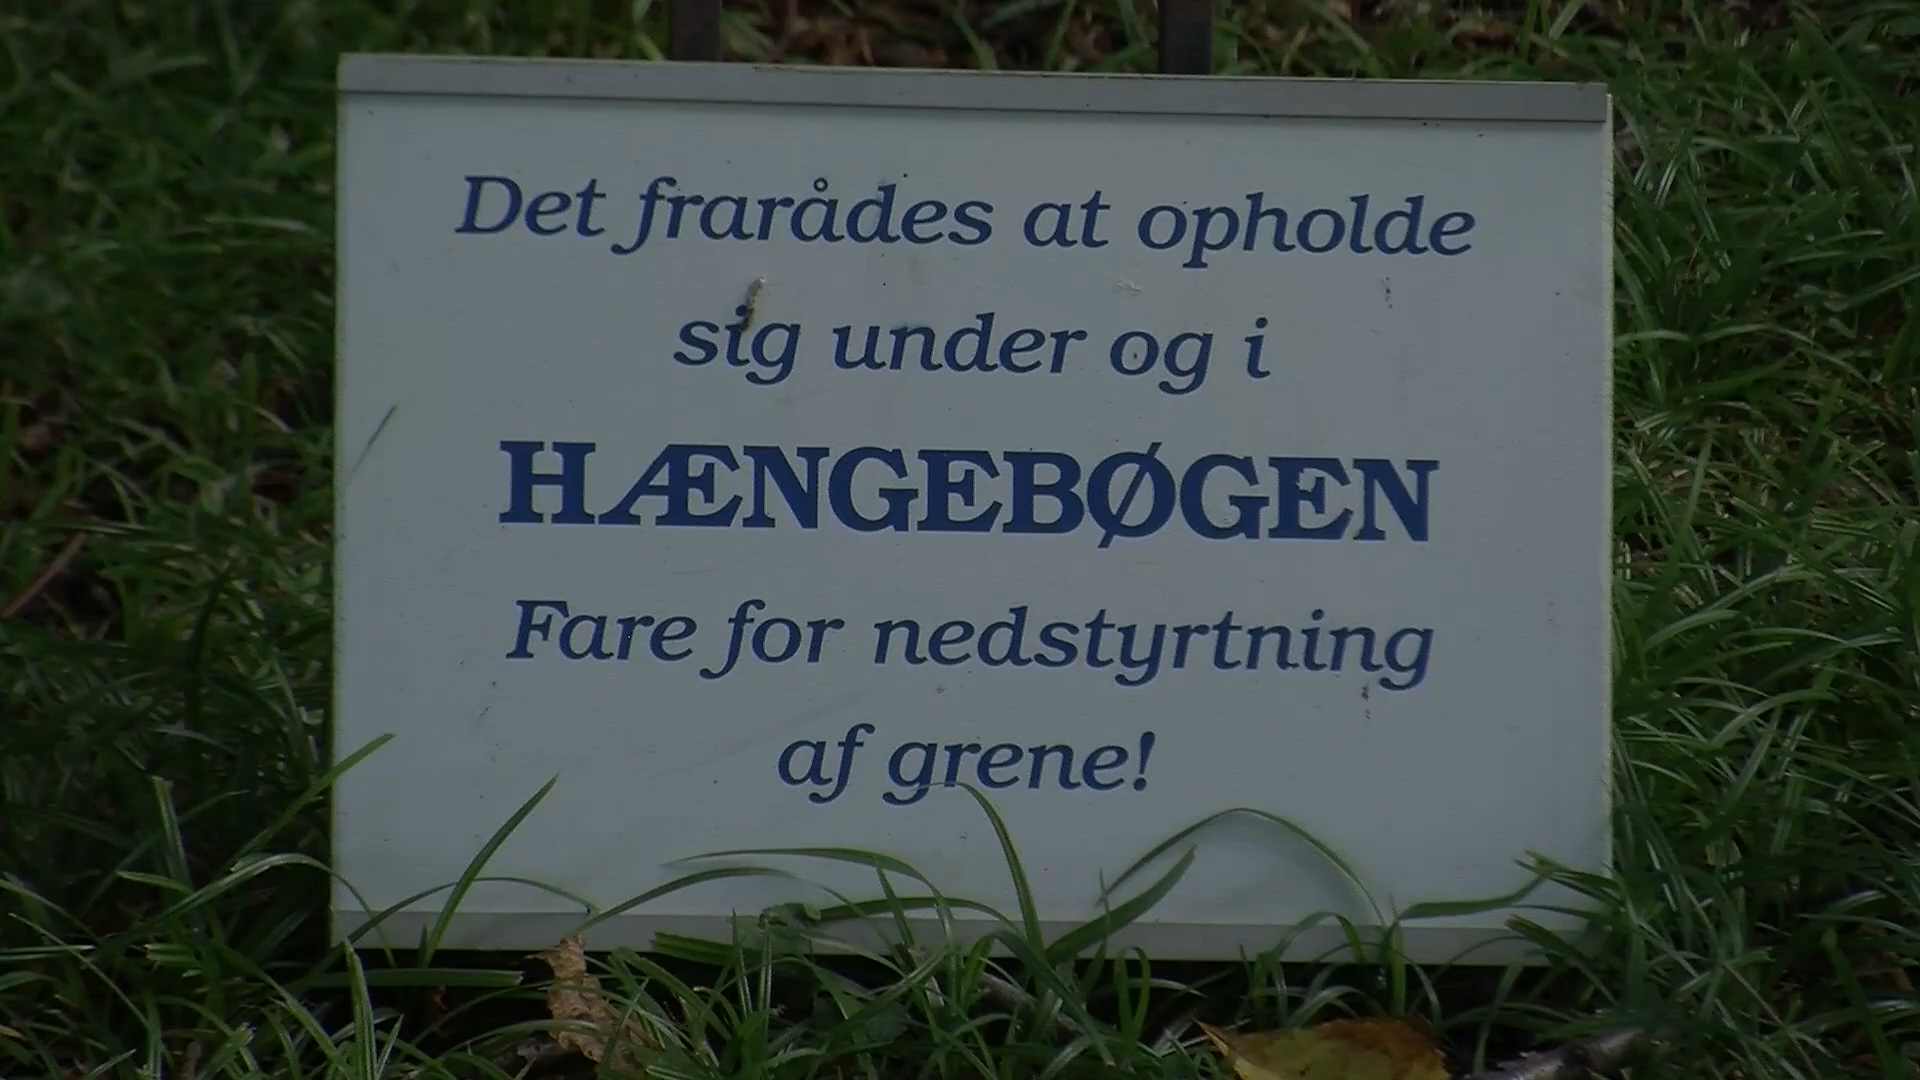 Det frarådes at opholde
sig under og i
HÆNGEBØGEN
Fare for nedstyrtning
af grene!